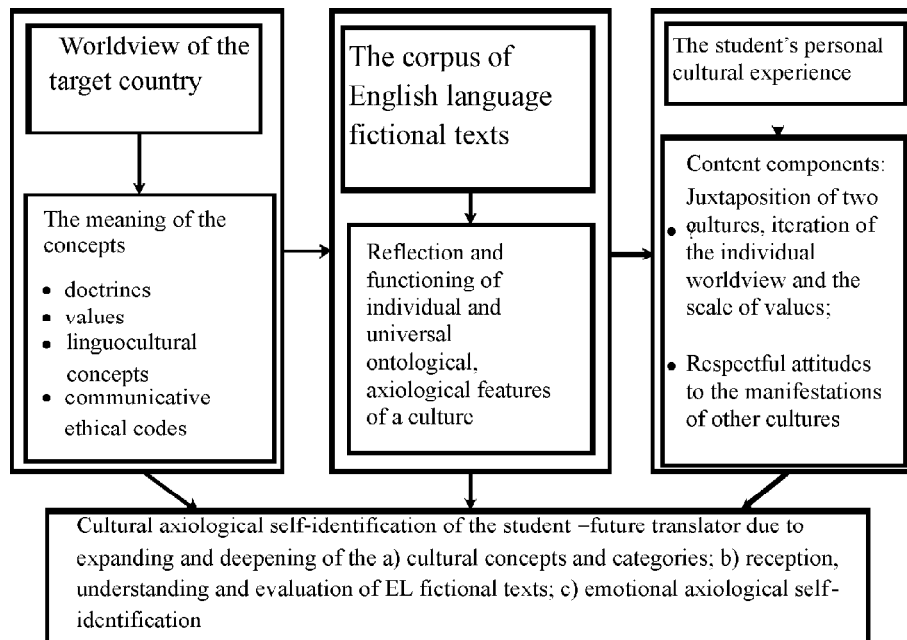 Worldview of the
target country
The meaning of the
concepts
• doctrines
• values
• linguocultural
concepts
• communicative
ethical codes
The corpus of
English language
fictional texts
Reflection and
functioning of
individual and
universal
ontological,
axiological features
of a culture
The student's personal
cultural experience
Content components:
Juxtaposition of two
• cultures, iteration of
the individual
worldview and the
scale of values;
• Respectful attitudes
to the manifestations
of other cultures
Cultural axiological self-identification of the student –future translator due to
expanding and deepening of the a) cultural concepts and categories; b) reception,
understanding and evaluation of EL fictional texts; c) emotional axiological self-
identification